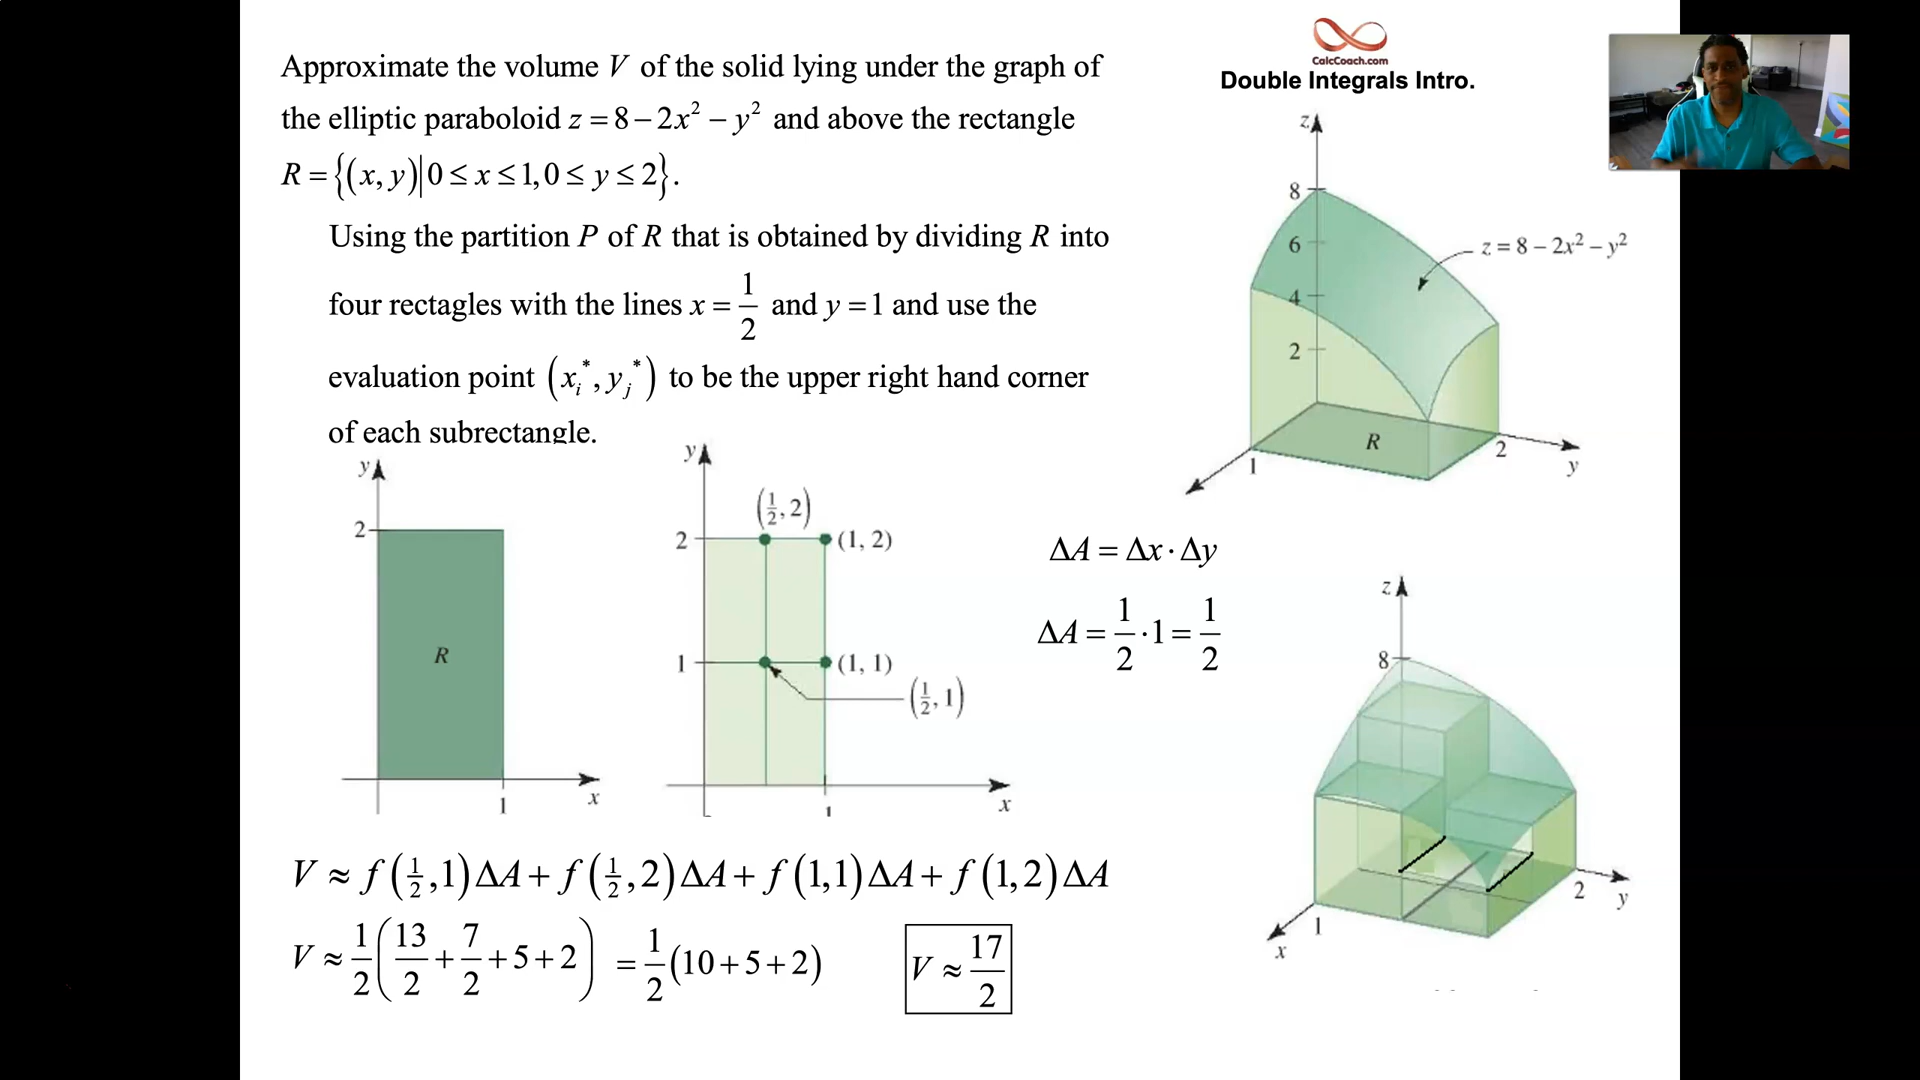 CalcCoach.com
Double Integrals Intro.
Approximate the volume V of the solid lying under the graph of
the elliptic paraboloid z = 8 − 2x² − y² and above the rectangle
R = {(x, y)|0 ≤ x ≤ 1, 0 ≤ y ≤ 2}.
Using the partition P of R that is obtained by dividing R into
four rectagles with the lines x = 1/2 and y = 1 and use the
evaluation point (xᵢ*, yⱼ*) to be the upper right hand corner
of each subrectangle.
z
8
6
4
2
z = 8 − 2x² − y²
R
1
2
y
y
2
R
1
x
y
(1/2, 2)
2
(1, 2)
1
(1, 1)
(1/2, 1)
1
x
ΔA = Δx · Δy
ΔA = 1/2 · 1 = 1/2
z
8
1
2
x
y
V ≈ f(1/2, 1)ΔA + f(1/2, 2)ΔA + f(1,1)ΔA + f(1,2)ΔA
V ≈ 1/2(13/2 + 7/2 + 5 + 2) = 1/2(10 + 5 + 2)
V ≈ 17/2